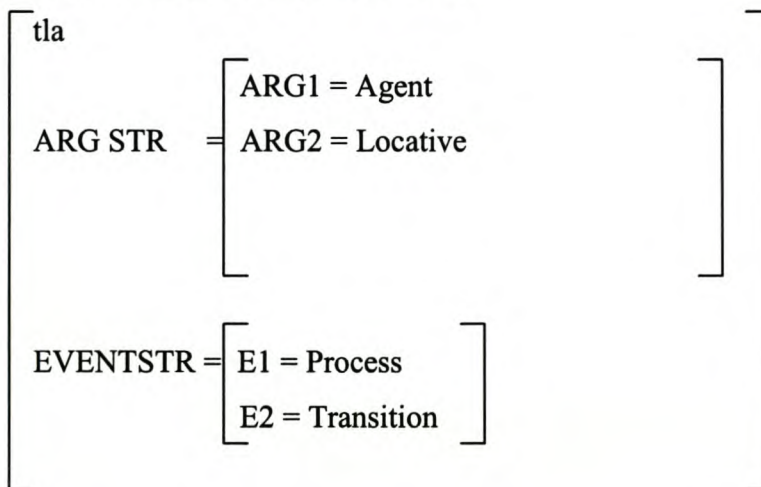 tla
ARG1 = Agent
ARG STR = ARG2 = Locative
EVENTSTR = E1 = Process
E2 = Transition